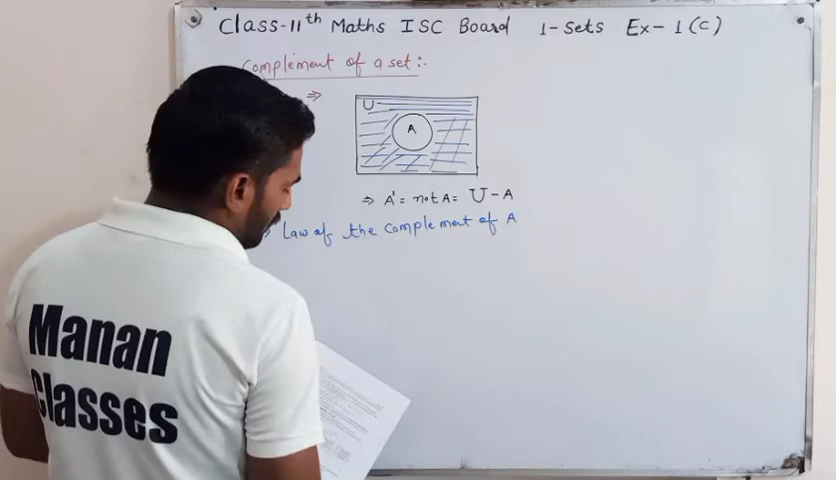 Class-11th Maths ISC Board 1-Sets Ex-1(c)
Complement of a set:-
⇒
U
A
⇒ A' = not A = U - A
Law of the complement of A
Manan
Classes